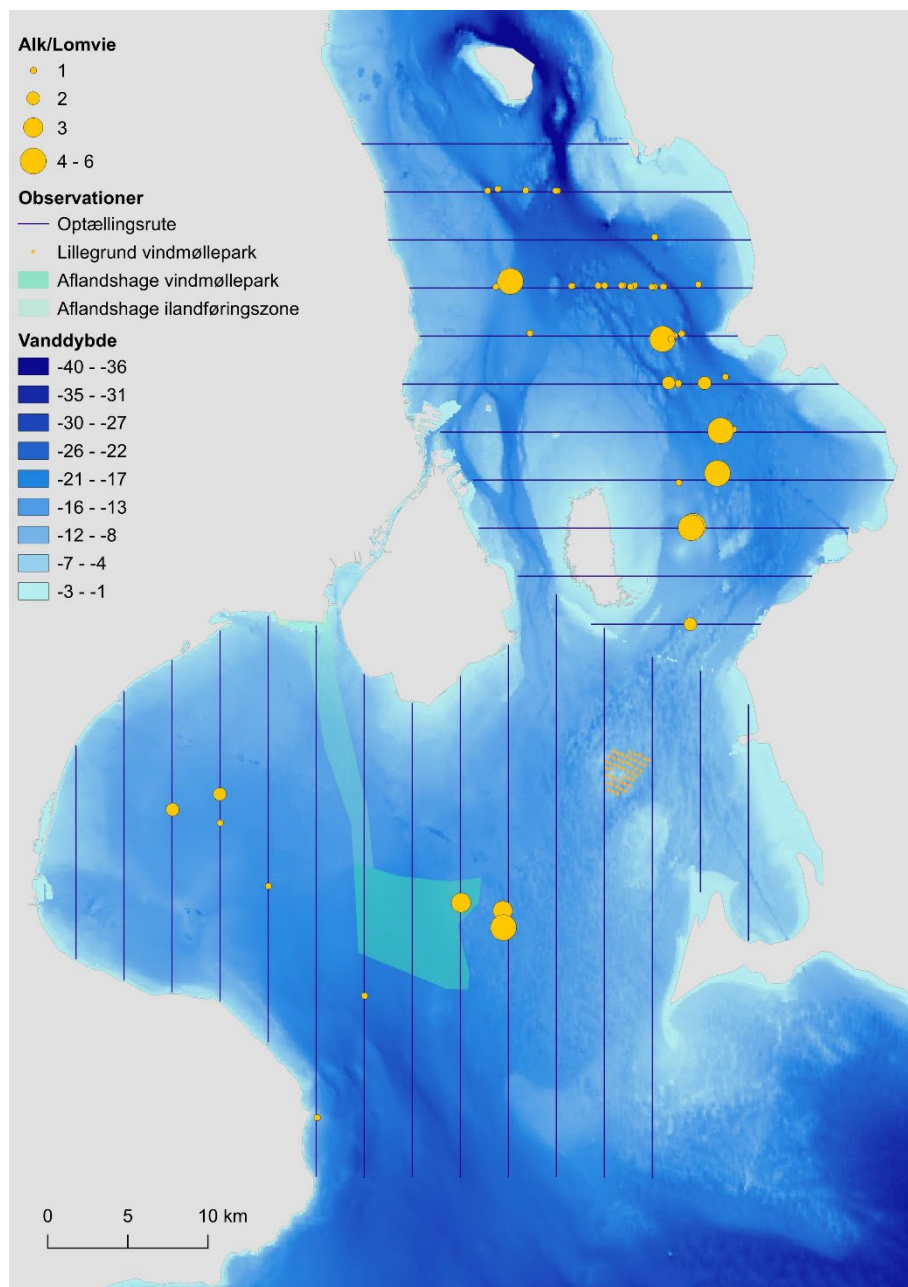 Alk/Lomvie
1
2
3
4 - 6
Observationer
Optællingsrute
Lillegrund vindmøllepark
Aflandshage vindmøllepark
Aflandshage ilandføringszone
Vanddybde
-40 - -36
-35 - -31
-30 - -27
-26 - -22
-21 - -17
-16 - -13
-12 - -8
-7 - -4
-3 - -1
0 5 10 km